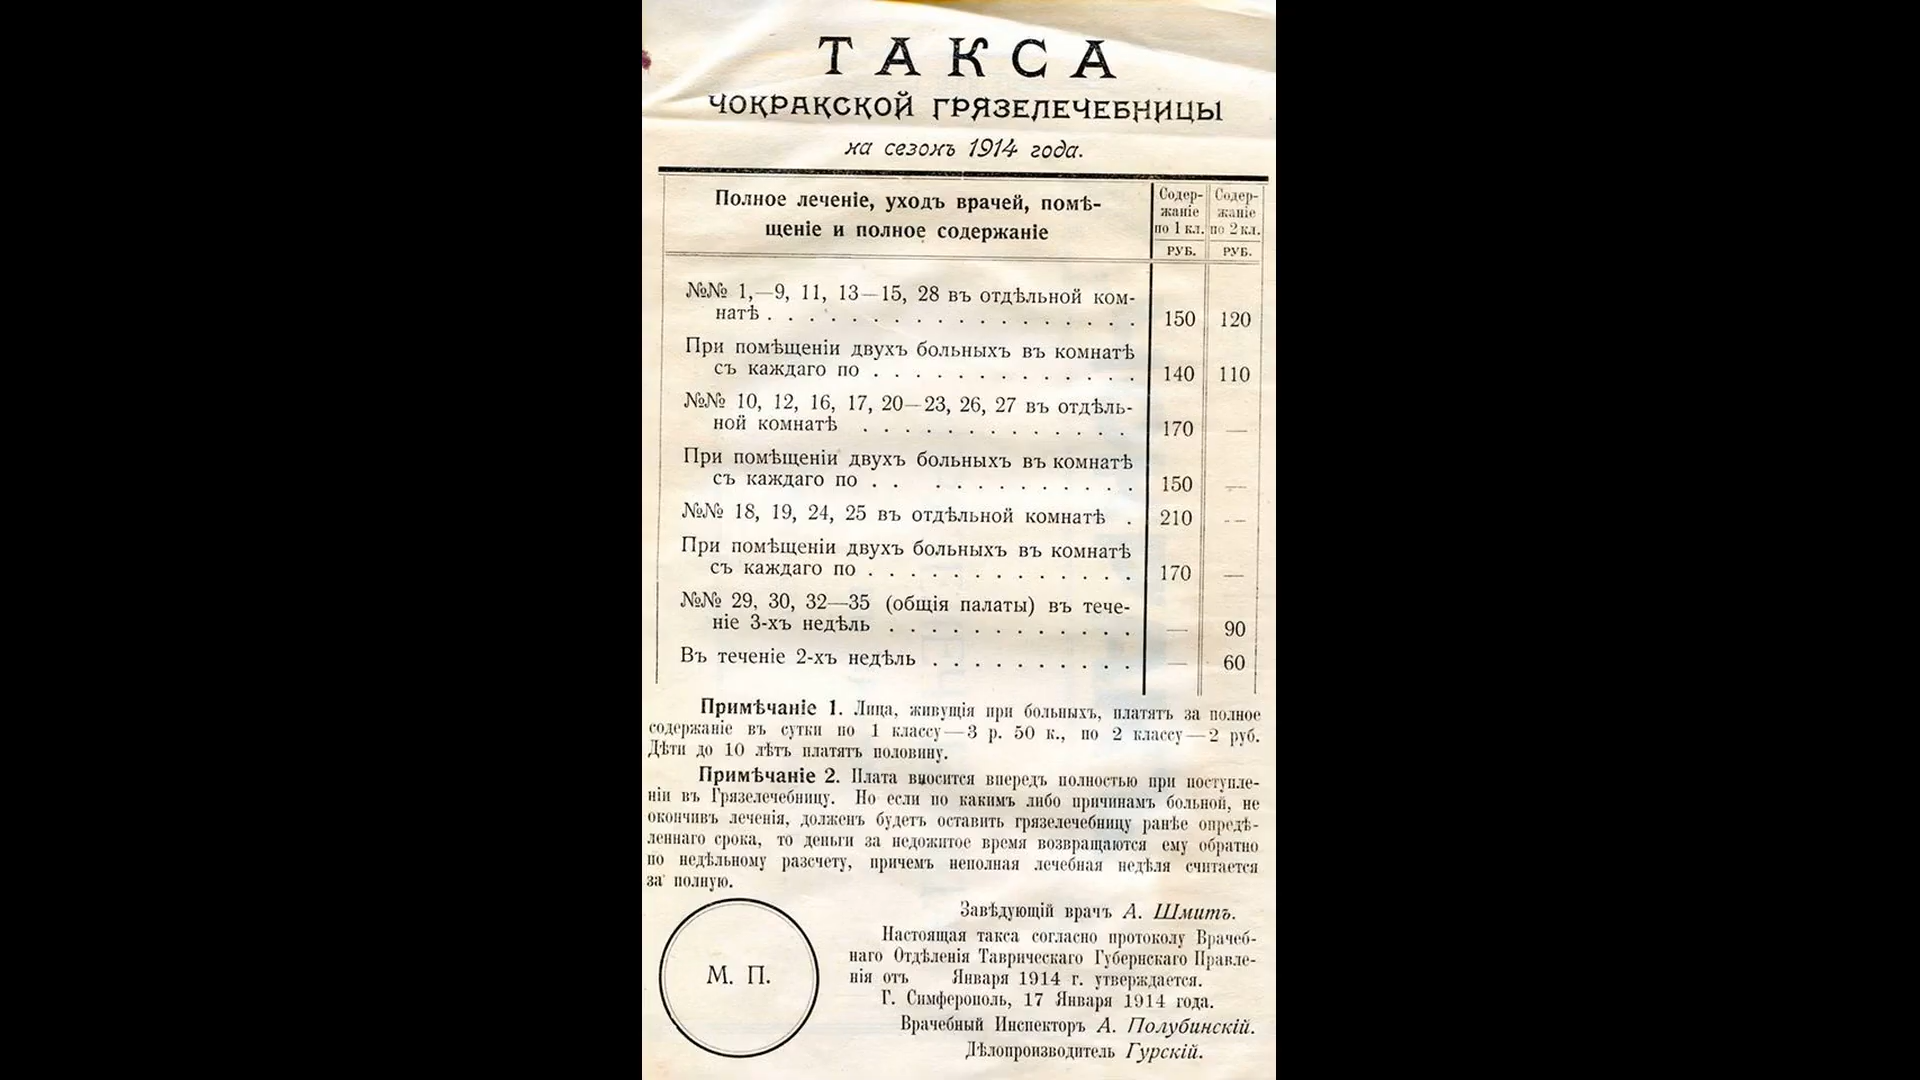 ТАКСА
ЧОКРАКСКОЙ ГРЯЗЕЛЕЧЕБНИЦЫ
на сезонъ 1914 года.
Полное леченіе, уходъ врачей, помѣ-
щеніе и полное содержаніе
Содер-
жаніе
по 1 кл.
РУБ.
Содер-
жаніе
по 2 кл.
РУБ.
№№ 1,—9, 11, 13—15, 28 въ отдѣльной ком-
натѣ . . . . . . . . . . . . . . . . . . 150 120
При помѣщеніи двухъ больныхъ въ комнатѣ
съ каждаго по . . . . . . . . . . . . . 140 110
№№ 10, 12, 16, 17, 20—23, 26, 27 въ отдѣль-
ной комнатѣ . . . . . . . . . . . . . 170 —
При помѣщеніи двухъ больныхъ въ комнатѣ
съ каждаго по . . . . . . . . . . . . 150 —
№№ 18, 19, 24, 25 въ отдѣльной комнатѣ . 210 —
При помѣщеніи двухъ больныхъ въ комнатѣ
съ каждаго по . . . . . . . . . . . . . 170 —
№№ 29, 30, 32—35 (общія палаты) въ тече-
ніе 3-хъ недѣль . . . . . . . . . . . . — 90
Въ теченіе 2-хъ недѣль . . . . . . . . . . — 60
Примѣчаніе 1. Лица, живущія при больныхъ, платятъ за полное
содержаніе въ сутки по 1 классу—3 р. 50 к., по 2 классу—2 руб.
Дѣти до 10 лѣтъ платятъ половину.
Примѣчаніе 2. Плата вносится впередъ полностью при поступле-
ніи въ Грязелечебницу. Но если по какимъ либо причинамъ больной, не
окончивъ леченія, долженъ будетъ оставить грязелечебницу ранѣе опредѣ-
леннаго срока, то деньги за недожитое время возвращаются ему обратно
по недѣльному разсчету, причемъ неполная лечебная недѣля считается
за полную.
Завѣдующій врачъ А. Шмитъ.
Настоящая такса согласно протоколу Врачеб-
наго Отдѣленія Таврическаго Губернскаго Правле-
нія отъ Января 1914 г. утверждается.
Г. Симферополь, 17 Января 1914 года.
М. П.
Врачебный Инспекторъ А. Полубинскій.
Дѣлопроизводитель Гурскій.